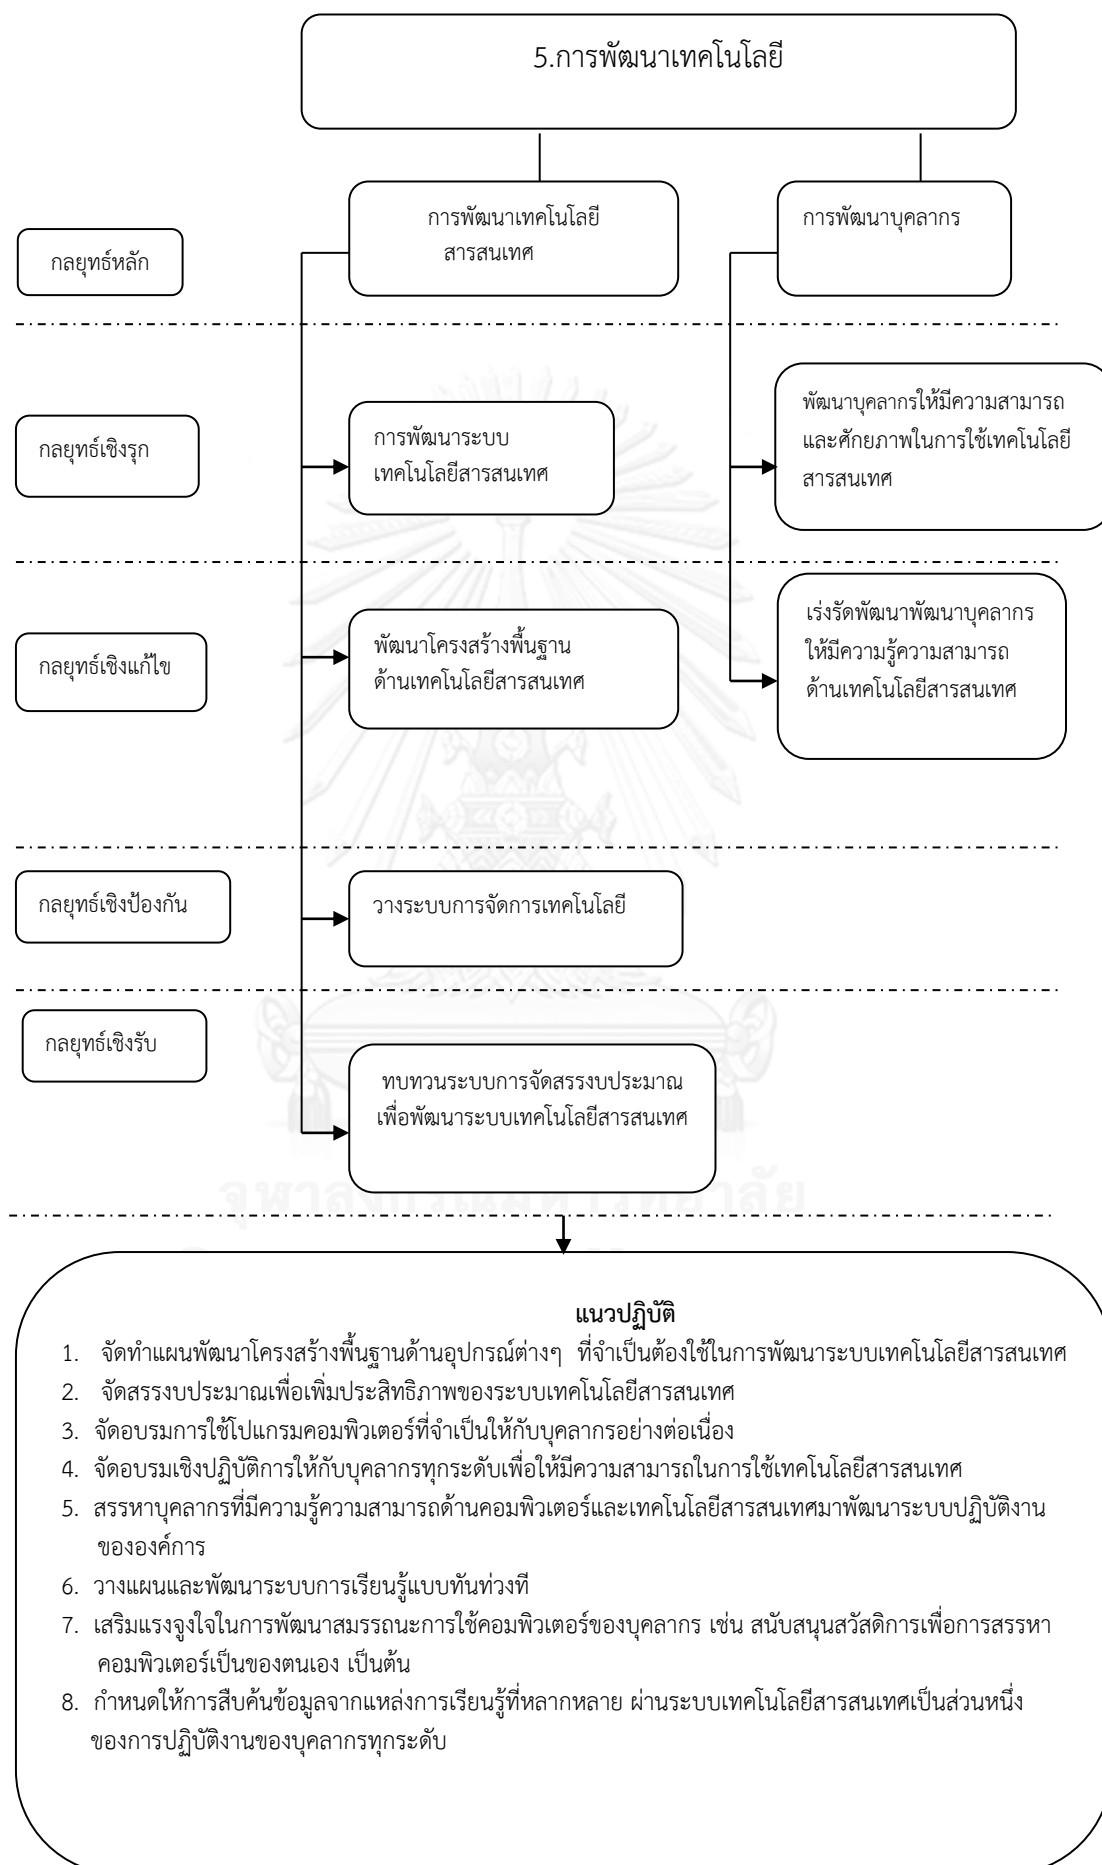 5.การพัฒนาเทคโนโลยี
การพัฒนาเทคโนโลยี
สารสนเทศ
การพัฒนาบุคลากร
กลยุทธ์หลัก
กลยุทธ์เชิงรุก
การพัฒนาระบบ
เทคโนโลยีสารสนเทศ
พัฒนาบุคลากรให้มีความสามารถ
และศักยภาพในการใช้เทคโนโลยี
สารสนเทศ
กลยุทธ์เชิงแก้ไข
พัฒนาโครงสร้างพื้นฐาน
ด้านเทคโนโลยีสารสนเทศ
เร่งรัดพัฒนาพัฒนาบุคลากร
ให้มีความรู้ความสามารถ
ด้านเทคโนโลยีสารสนเทศ
กลยุทธ์เชิงป้องกัน
วางระบบการจัดการเทคโนโลยี
กลยุทธ์เชิงรับ
ทบทวนระบบการจัดสรรงบประมาณ
เพื่อพัฒนาระบบเทคโนโลยีสารสนเทศ
จุฬาลงกรณ์มหาวิทยาลัย
แนวปฏิบัติ
1. จัดทำแผนพัฒนาโครงสร้างพื้นฐานด้านอุปกรณ์ต่างๆ ที่จำเป็นต้องใช้ในการพัฒนาระบบเทคโนโลยีสารสนเทศ
2. จัดสรรงบประมาณเพื่อเพิ่มประสิทธิภาพของระบบเทคโนโลยีสารสนเทศ
3. จัดอบรมการใช้โปแกรมคอมพิวเตอร์ที่จำเป็นให้กับบุคลากรอย่างต่อเนื่อง
4. จัดอบรมเชิงปฏิบัติการให้กับบุคลากรทุกระดับเพื่อให้มีความสามารถในการใช้เทคโนโลยีสารสนเทศ
5. สรรหาบุคลากรที่มีความรู้ความสามารถด้านคอมพิวเตอร์และเทคโนโลยีสารสนเทศมาพัฒนาระบบปฏิบัติงาน
ขององค์การ
6. วางแผนและพัฒนาระบบการเรียนรู้แบบทันท่วงที
7. เสริมแรงจูงใจในการพัฒนาสมรรถนะการใช้คอมพิวเตอร์ของบุคลากร เช่น สนับสนุนสวัสดิการเพื่อการสรรหา
คอมพิวเตอร์เป็นของตนเอง เป็นต้น
8. กำหนดให้การสืบค้นข้อมูลจากแหล่งการเรียนรู้ที่หลากหลาย ผ่านระบบเทคโนโลยีสารสนเทศเป็นส่วนหนึ่ง
ของการปฏิบัติงานของบุคลากรทุกระดับ